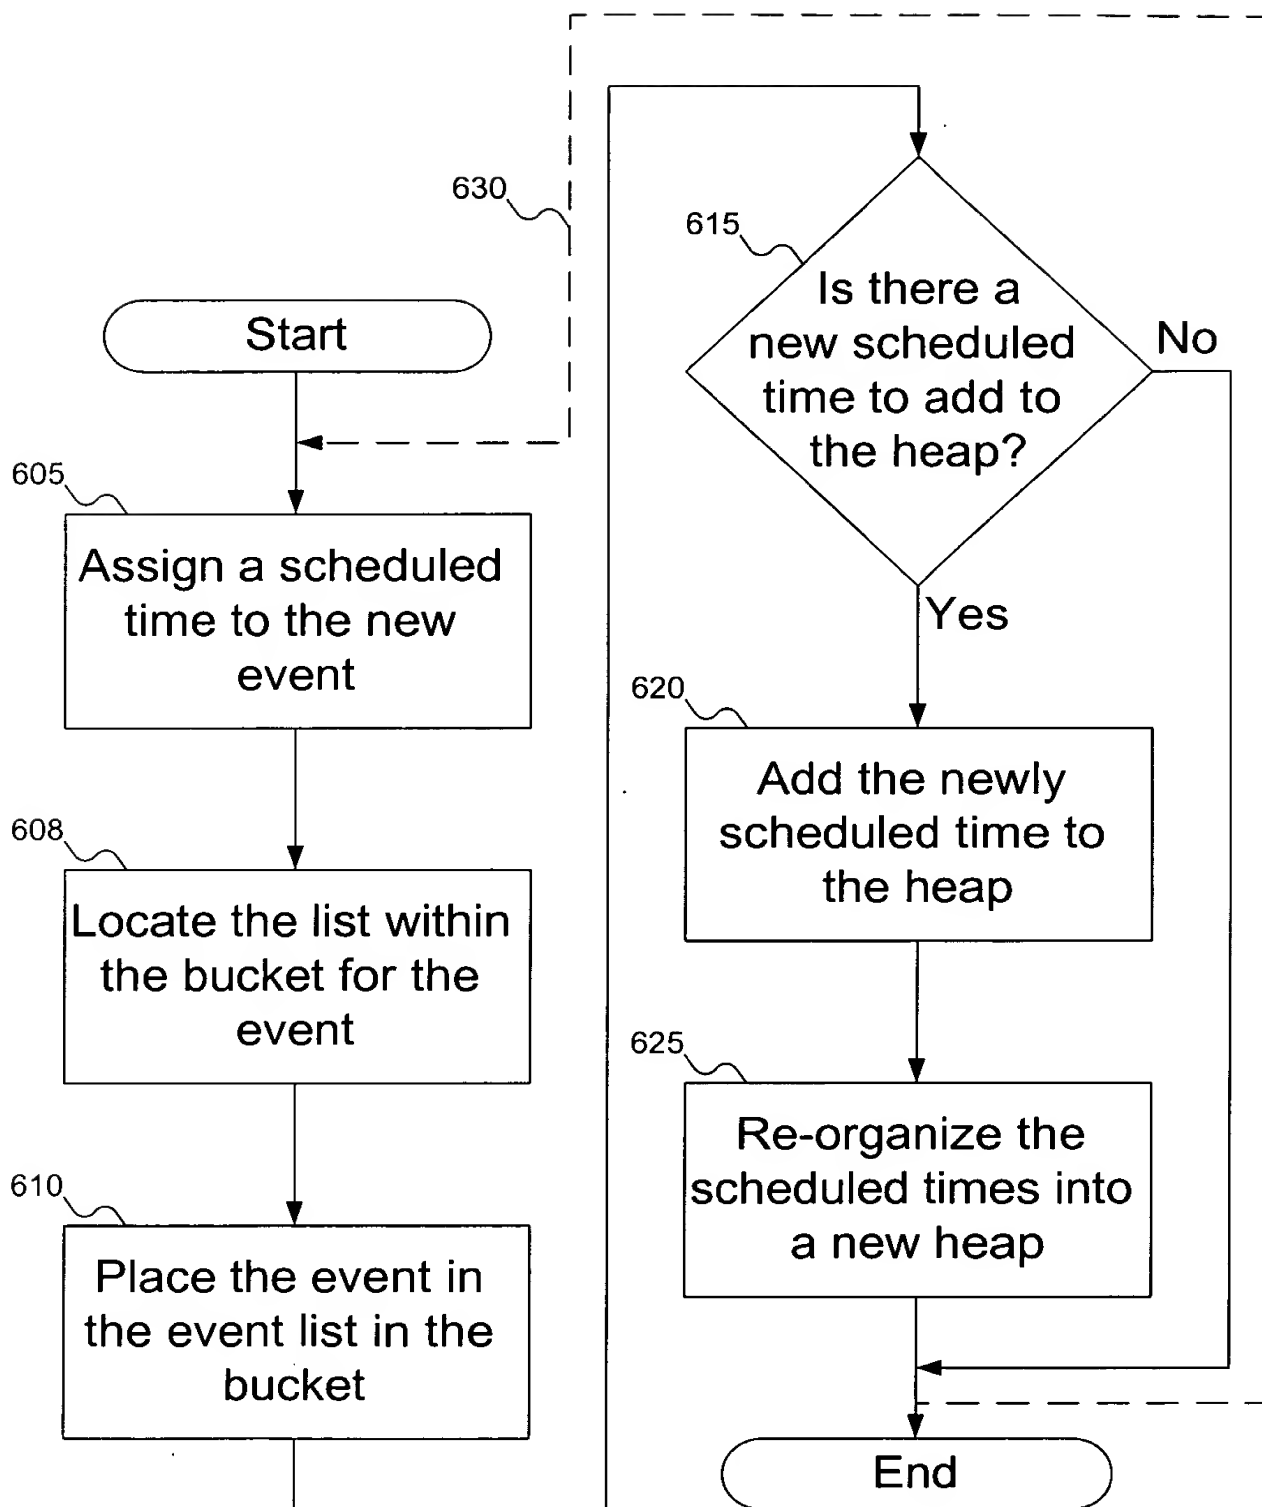 630
Start
605
Assign a scheduled
time to the new
event
608
Locate the list within
the bucket for the
event
610
Place the event in
the event list in the
bucket
615
Is there a
new scheduled
time to add to
the heap?
No
Yes
620
Add the newly
scheduled time to
the heap
625
Re-organize the
scheduled times into
a new heap
End